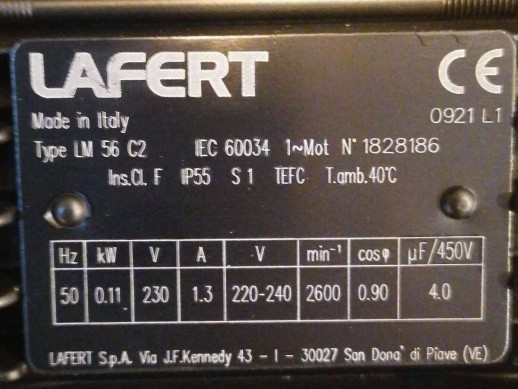 LAFERT CE
Made in Italy 0921 L1
Type LM 56 C2 IEC 60034 1~Mot N° 1828186
Ins.Cl. F IP55 S 1 TEFC T.amb.40°C
Hz kW V A V min⁻¹ cosφ µF/450V
50 0.11 230 1.3 220-240 2600 0.90 4.0
LAFERT S.p.A. Via J.F.Kennedy 43 - I - 30027 San Dona' di Piave (VE)